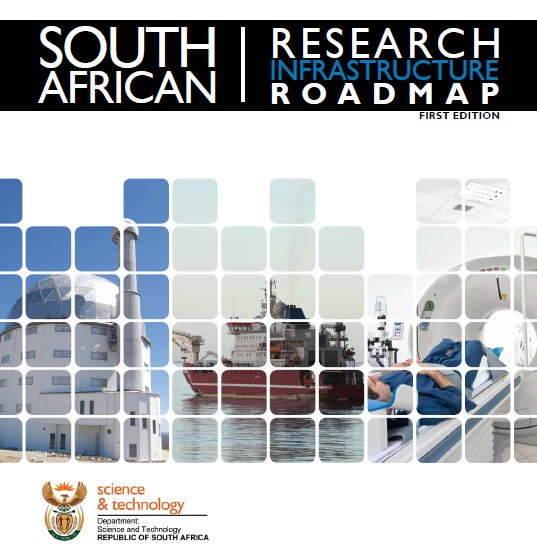 SOUTH
AFRICAN
RESEARCH
INFRASTRUCTURE
ROADMAP
FIRST EDITION
science
& technology
Department:
Science and Technology
REPUBLIC OF SOUTH AFRICA